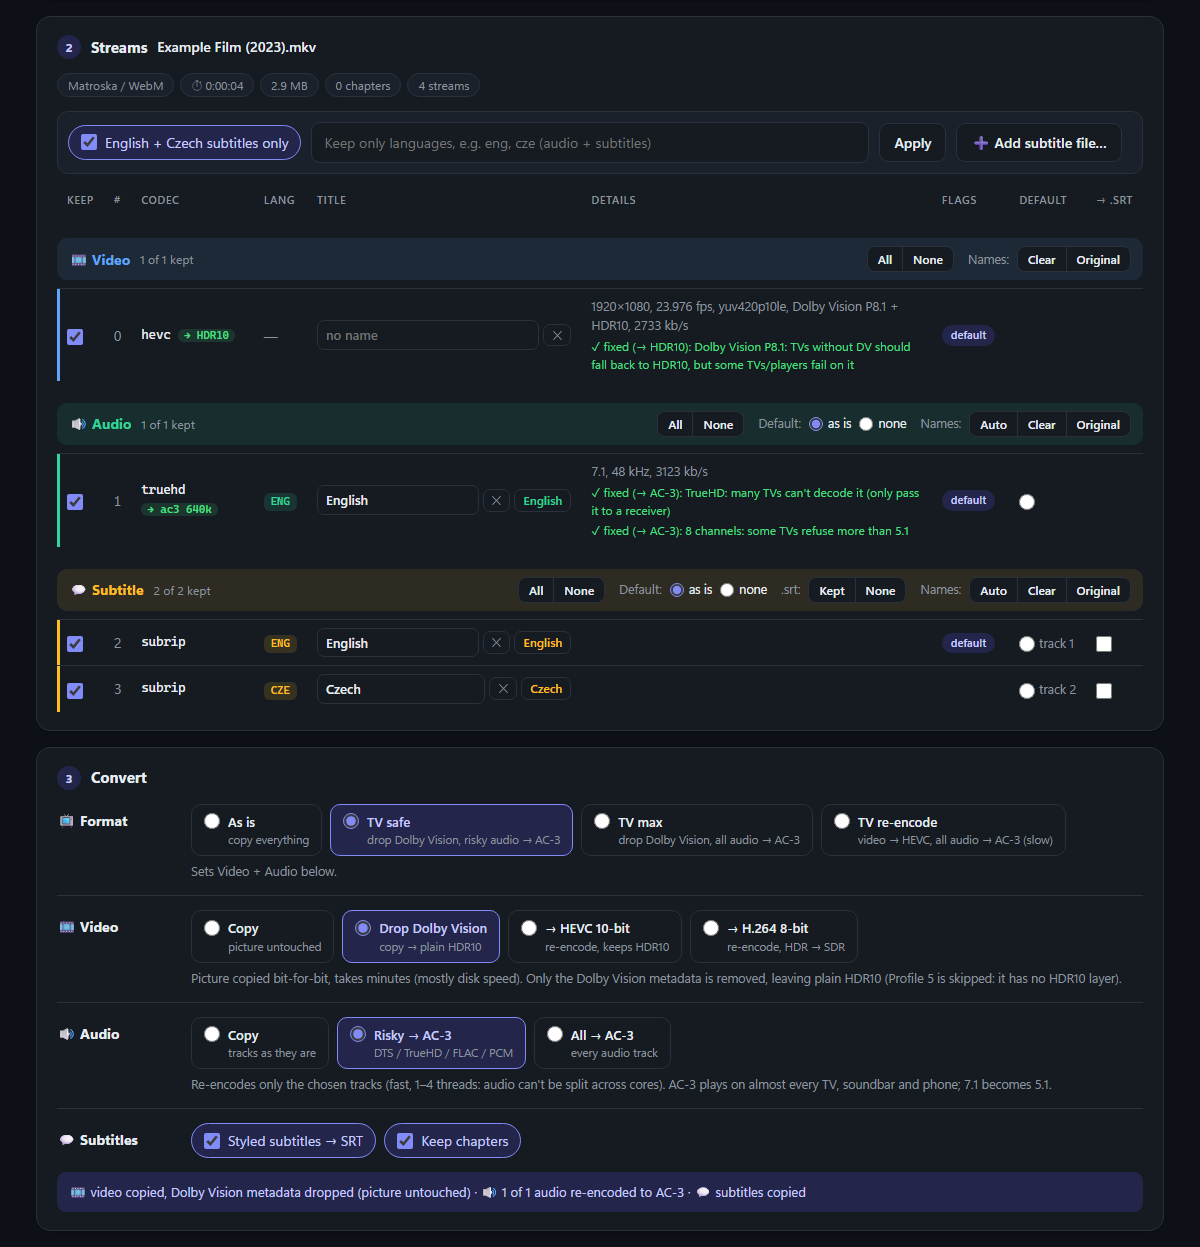 2 Streams Example Film (2023).mkv
Matroska / WebM 0:00:04 2.9 MB 0 chapters 4 streams
English + Czech subtitles only Keep only languages, e.g. eng, cze (audio + subtitles) Apply Add subtitle file...
KEEP # CODEC LANG TITLE DETAILS FLAGS DEFAULT → .SRT
Video 1 of 1 kept All None Names: Clear Original
0 hevc → HDR10 — no name × 1920×1080, 23.976 fps, yuv420p10le, Dolby Vision P8.1 + default
HDR10, 2733 kb/s
✓ fixed (→ HDR10): Dolby Vision P8.1: TVs without DV should
fall back to HDR10, but some TVs/players fail on it
Audio 1 of 1 kept All None Default: as is none Names: Auto Clear Original
1 truehd ENG English × English 7.1, 48 kHz, 3123 kb/s default
→ ac3 640k
✓ fixed (→ AC-3): TrueHD: many TVs can't decode it (only pass
it to a receiver)
✓ fixed (→ AC-3): 8 channels: some TVs refuse more than 5.1
Subtitle 2 of 2 kept All None Default: as is none .srt: Kept None Names: Auto Clear Original
2 subrip ENG English × English default track 1
3 subrip CZE Czech × Czech track 2
3 Convert
Format
As is
copy everything
TV safe
drop Dolby Vision, risky audio → AC-3
TV max
drop Dolby Vision, all audio → AC-3
TV re-encode
video → HEVC, all audio → AC-3 (slow)
Sets Video + Audio below.
Video
Copy
picture untouched
Drop Dolby Vision
copy → plain HDR10
→ HEVC 10-bit
re-encode, keeps HDR10
→ H.264 8-bit
re-encode, HDR → SDR
Picture copied bit-for-bit, takes minutes (mostly disk speed). Only the Dolby Vision metadata is removed, leaving plain HDR10 (Profile 5 is skipped: it has no HDR10 layer).
Audio
Copy
tracks as they are
Risky → AC-3
DTS / TrueHD / FLAC / PCM
All → AC-3
every audio track
Re-encodes only the chosen tracks (fast, 1–4 threads: audio can't be split across cores). AC-3 plays on almost every TV, soundbar and phone; 7.1 becomes 5.1.
Subtitles
Styled subtitles → SRT
Keep chapters
video copied, Dolby Vision metadata dropped (picture untouched) · 1 of 1 audio re-encoded to AC-3 · subtitles copied